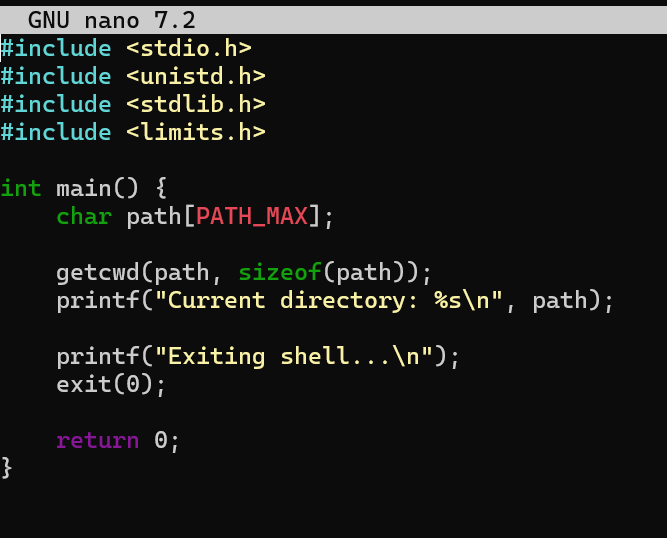 GNU nano 7.2
#include <stdio.h>
#include <unistd.h>
#include <stdlib.h>
#include <limits.h>
int main() {
    char path[PATH_MAX];
    getcwd(path, sizeof(path));
    printf("Current directory: %s\n", path);
    printf("Exiting shell...\n");
    exit(0);
    return 0;
}